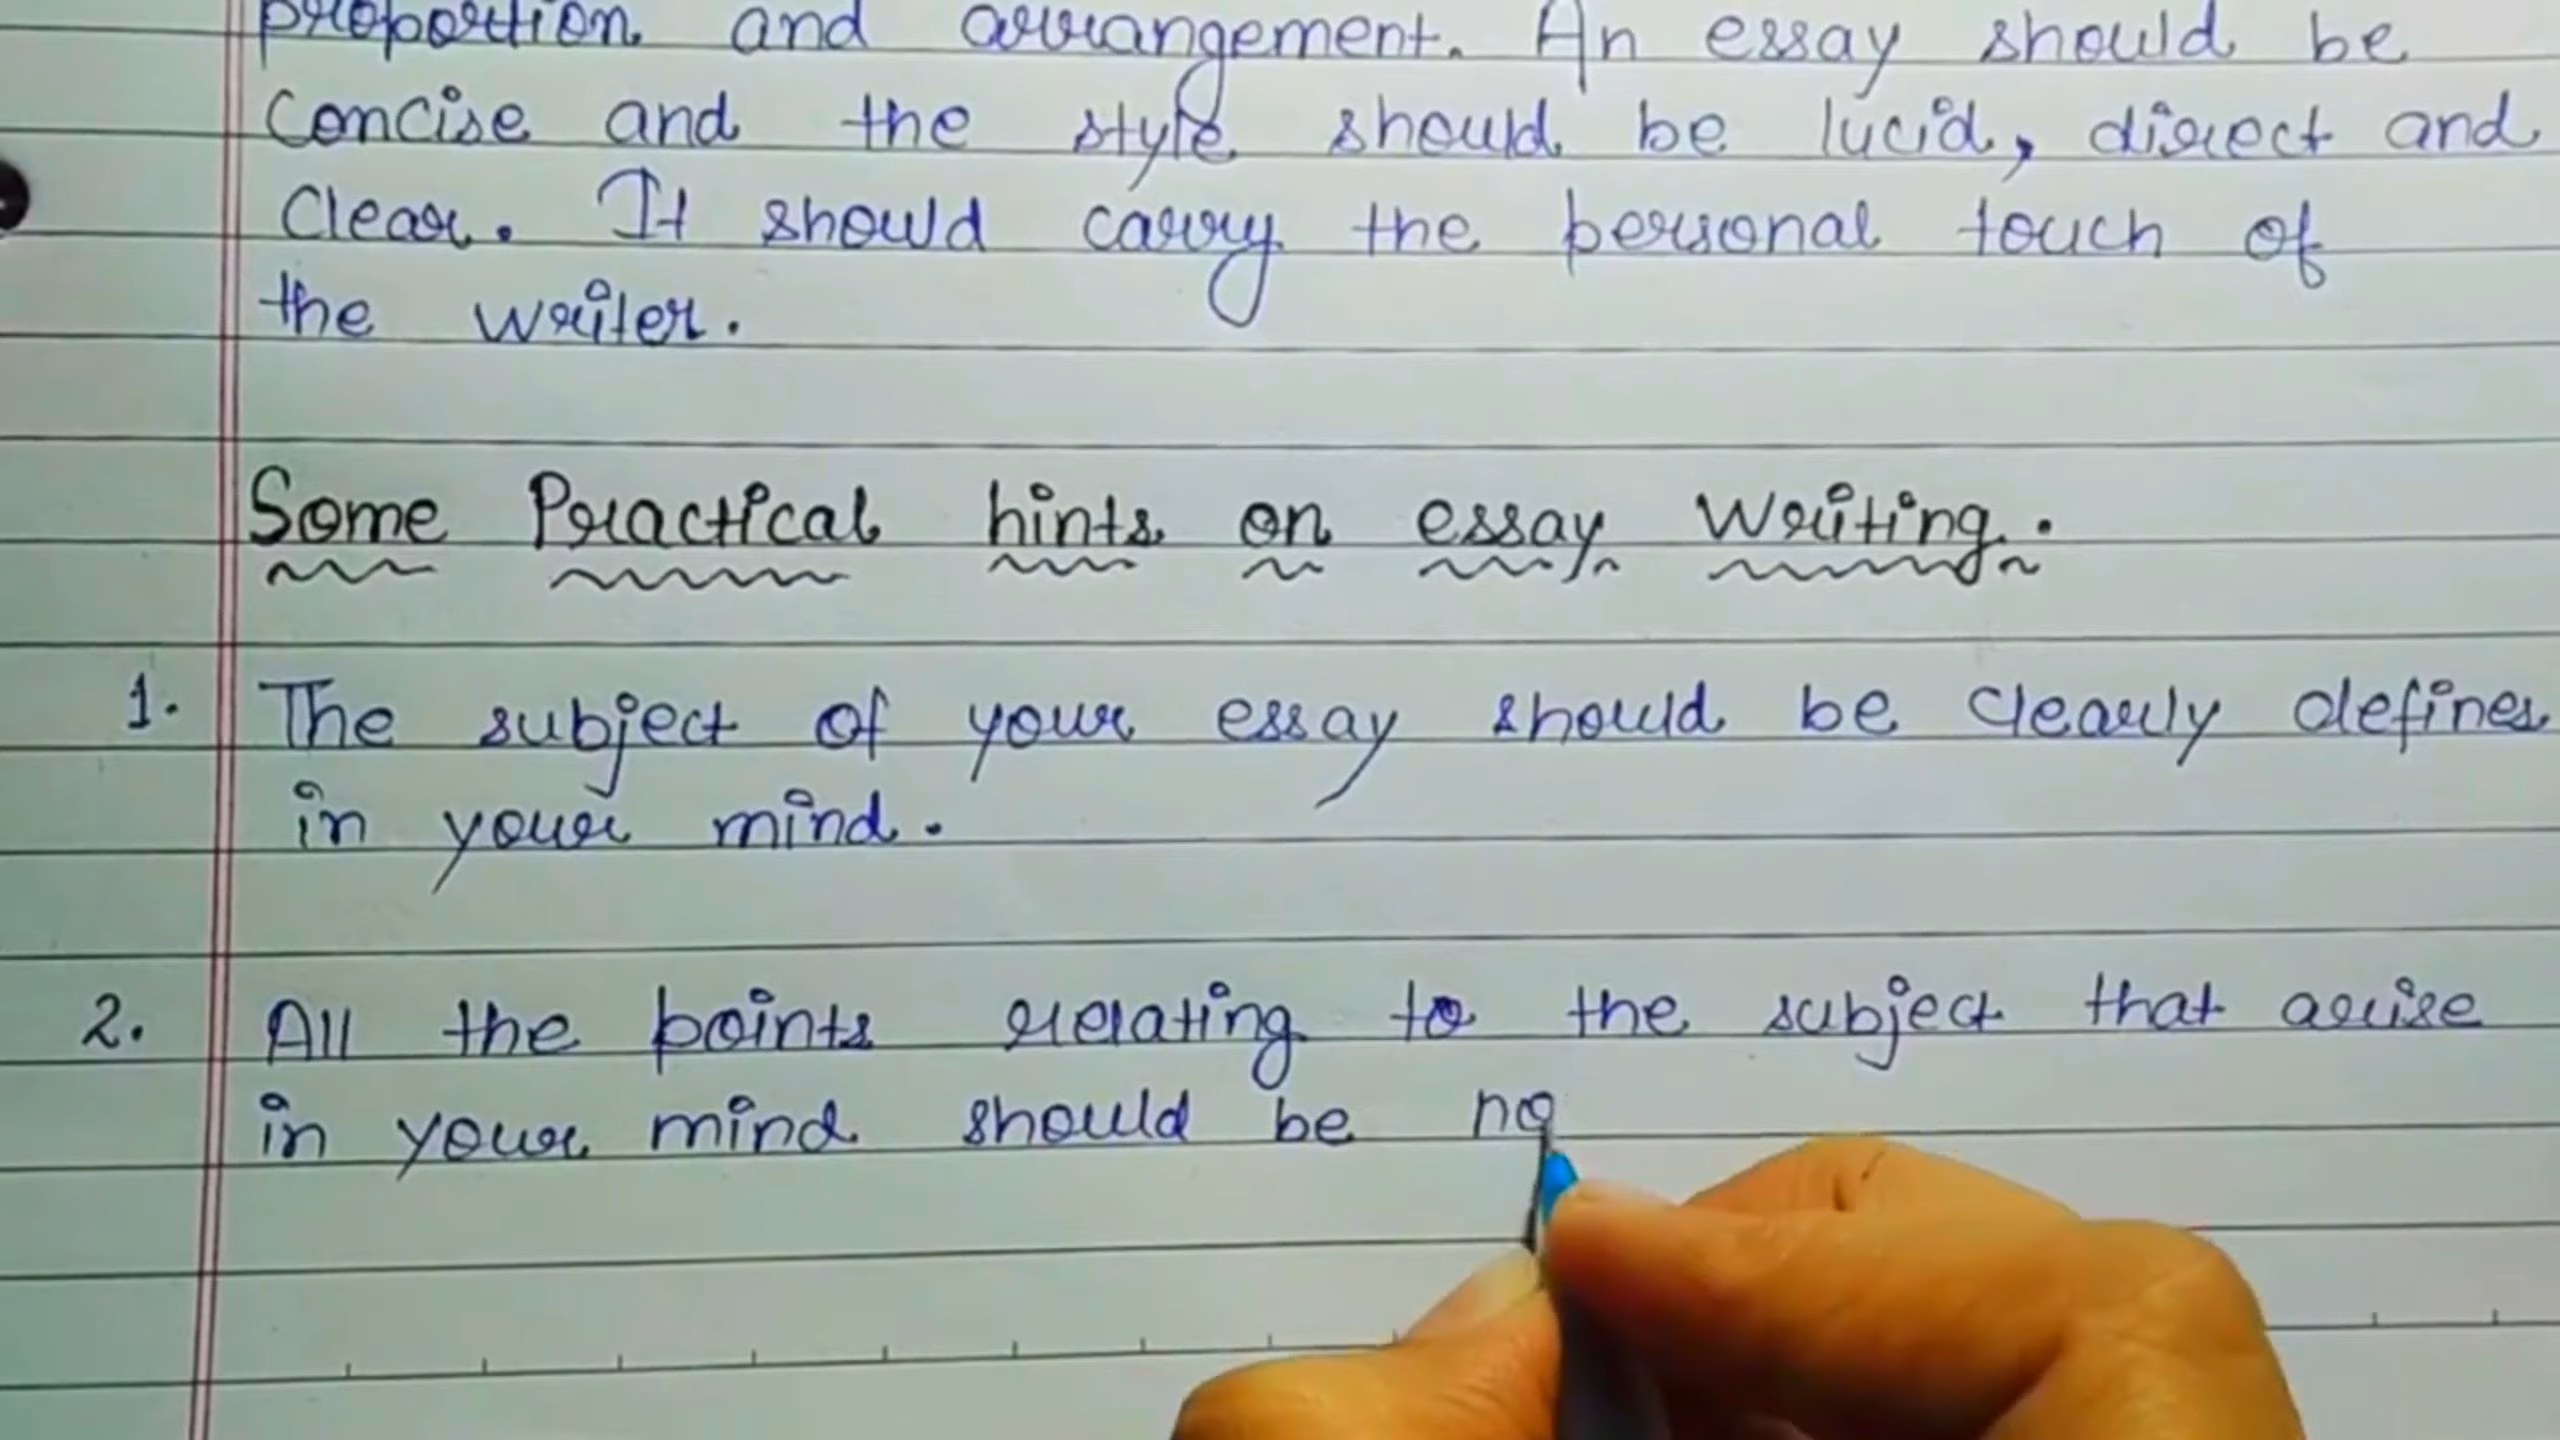 proportion and arrangement. An essay should be
Concise and the style should be lucid, direct and
Clear. It should carry the personal touch of
the writer.
Some Practical hints on essay Writing.
1. The subject of your essay should be clearly defines
in your mind.
2. All the points relating to the subject that arise
in your mind should be no